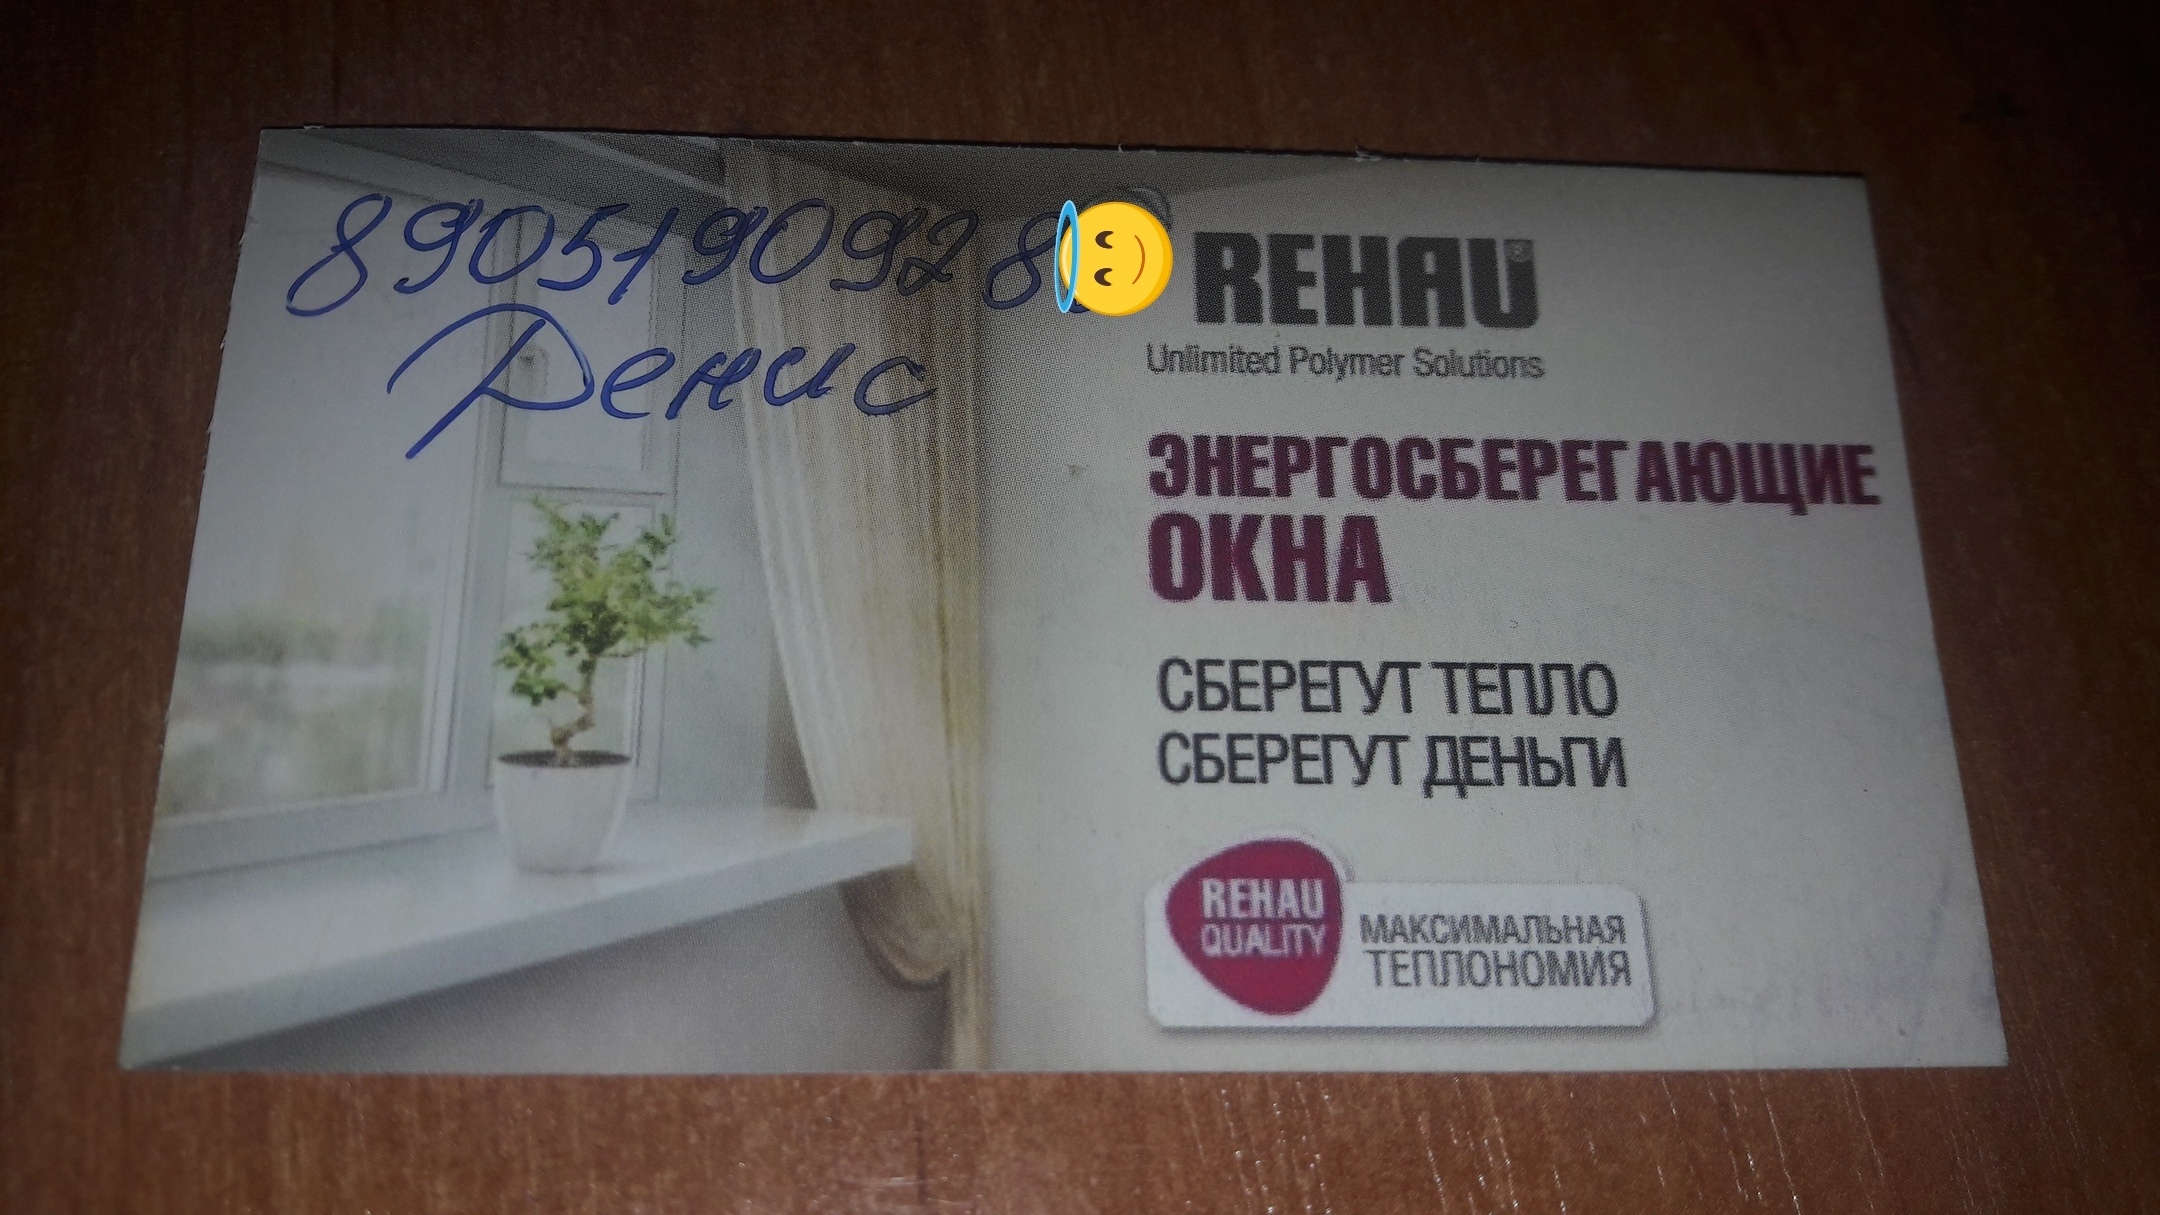 8905190928
Денис
REHAU®
Unlimited Polymer Solutions
ЭНЕРГОСБЕРЕГАЮЩИЕ
ОКНА
СБЕРЕГУТ ТЕПЛО
СБЕРЕГУТ ДЕНЬГИ
REHAU
QUALITY
МАКСИМАЛЬНАЯ
ТЕПЛОНОМИЯ